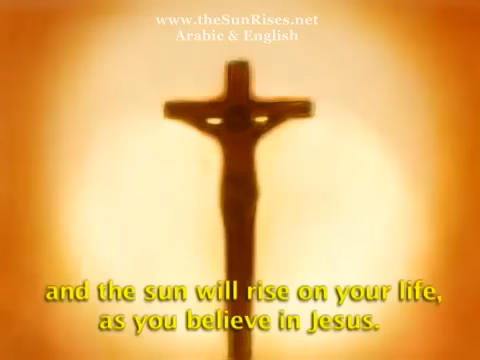 www.theSunRises.net
Arabic & English
and the sun will rise on your life,
as you believe in Jesus.